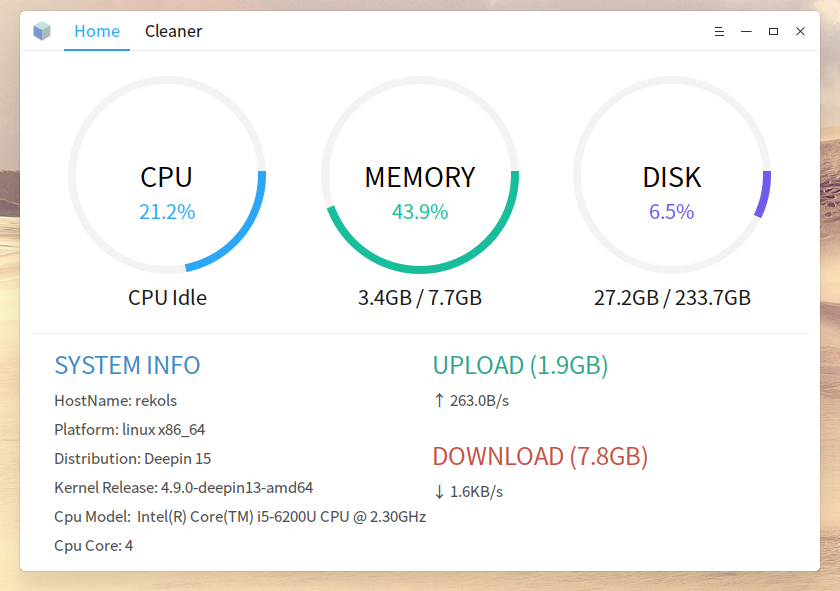 Home Cleaner
CPU
21.2%
CPU Idle
MEMORY
43.9%
3.4GB / 7.7GB
DISK
6.5%
27.2GB / 233.7GB
SYSTEM INFO
HostName: rekols
Platform: linux x86_64
Distribution: Deepin 15
Kernel Release: 4.9.0-deepin13-amd64
Cpu Model:  Intel(R) Core(TM) i5-6200U CPU @ 2.30GHz
Cpu Core: 4
UPLOAD (1.9GB)
↑ 263.0B/s
DOWNLOAD (7.8GB)
↓ 1.6KB/s